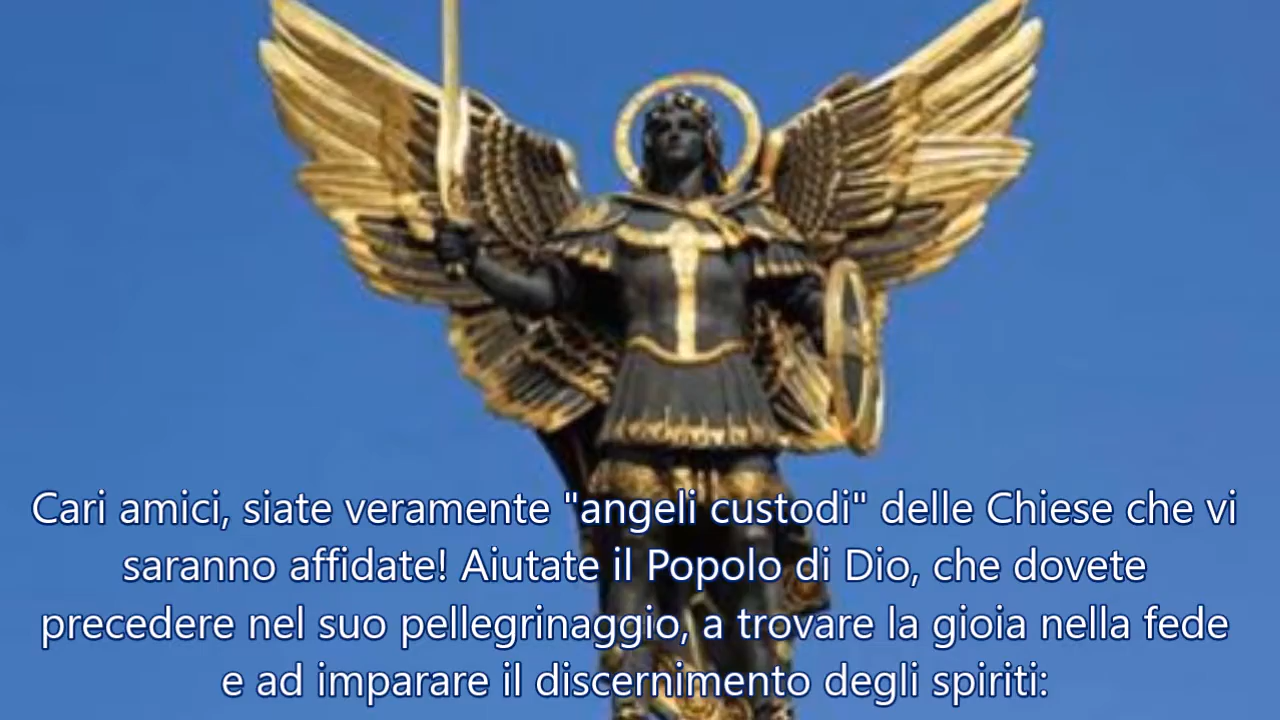 Cari amici, siate veramente "angeli custodi" delle Chiese che vi
saranno affidate! Aiutate il Popolo di Dio, che dovete
precedere nel suo pellegrinaggio, a trovare la gioia nella fede
e ad imparare il discernimento degli spiriti: